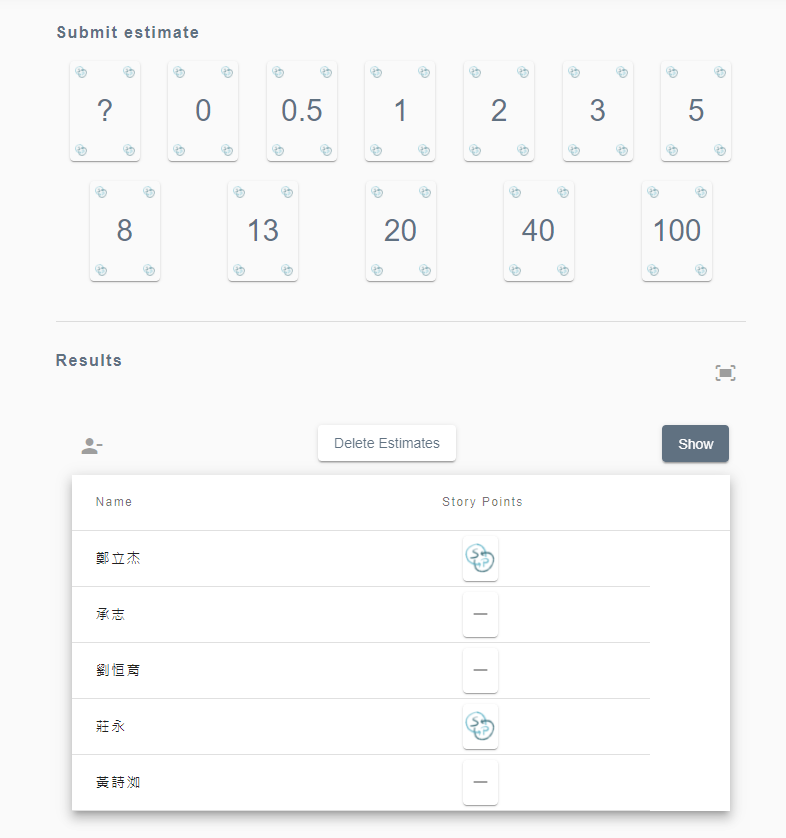 Submit estimate
? 0 0.5 1 2 3 5
8 13 20 40 100
Results
Delete Estimates Show
Name Story Points
鄭立杰
承志
劉恒育
莊永
黃詩洳